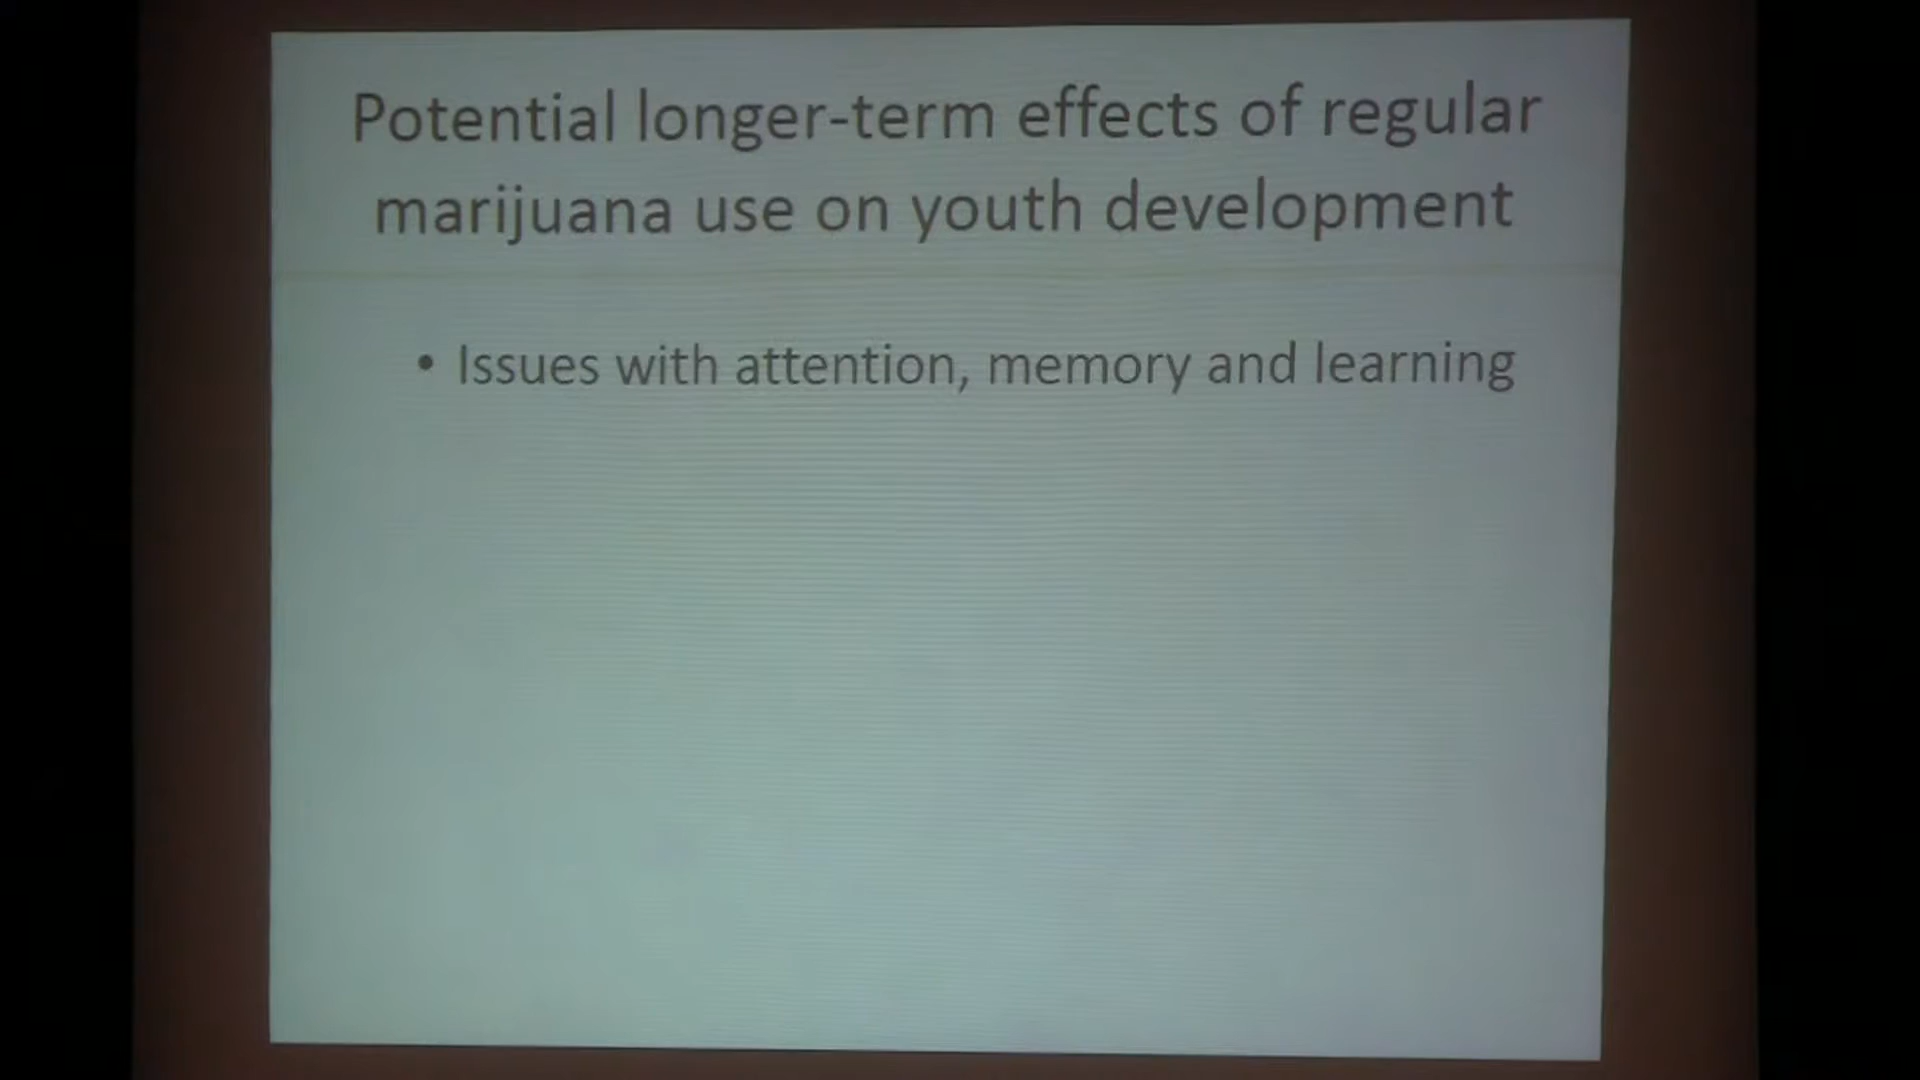 Potential longer-term effects of regular
marijuana use on youth development
• Issues with attention, memory and learning